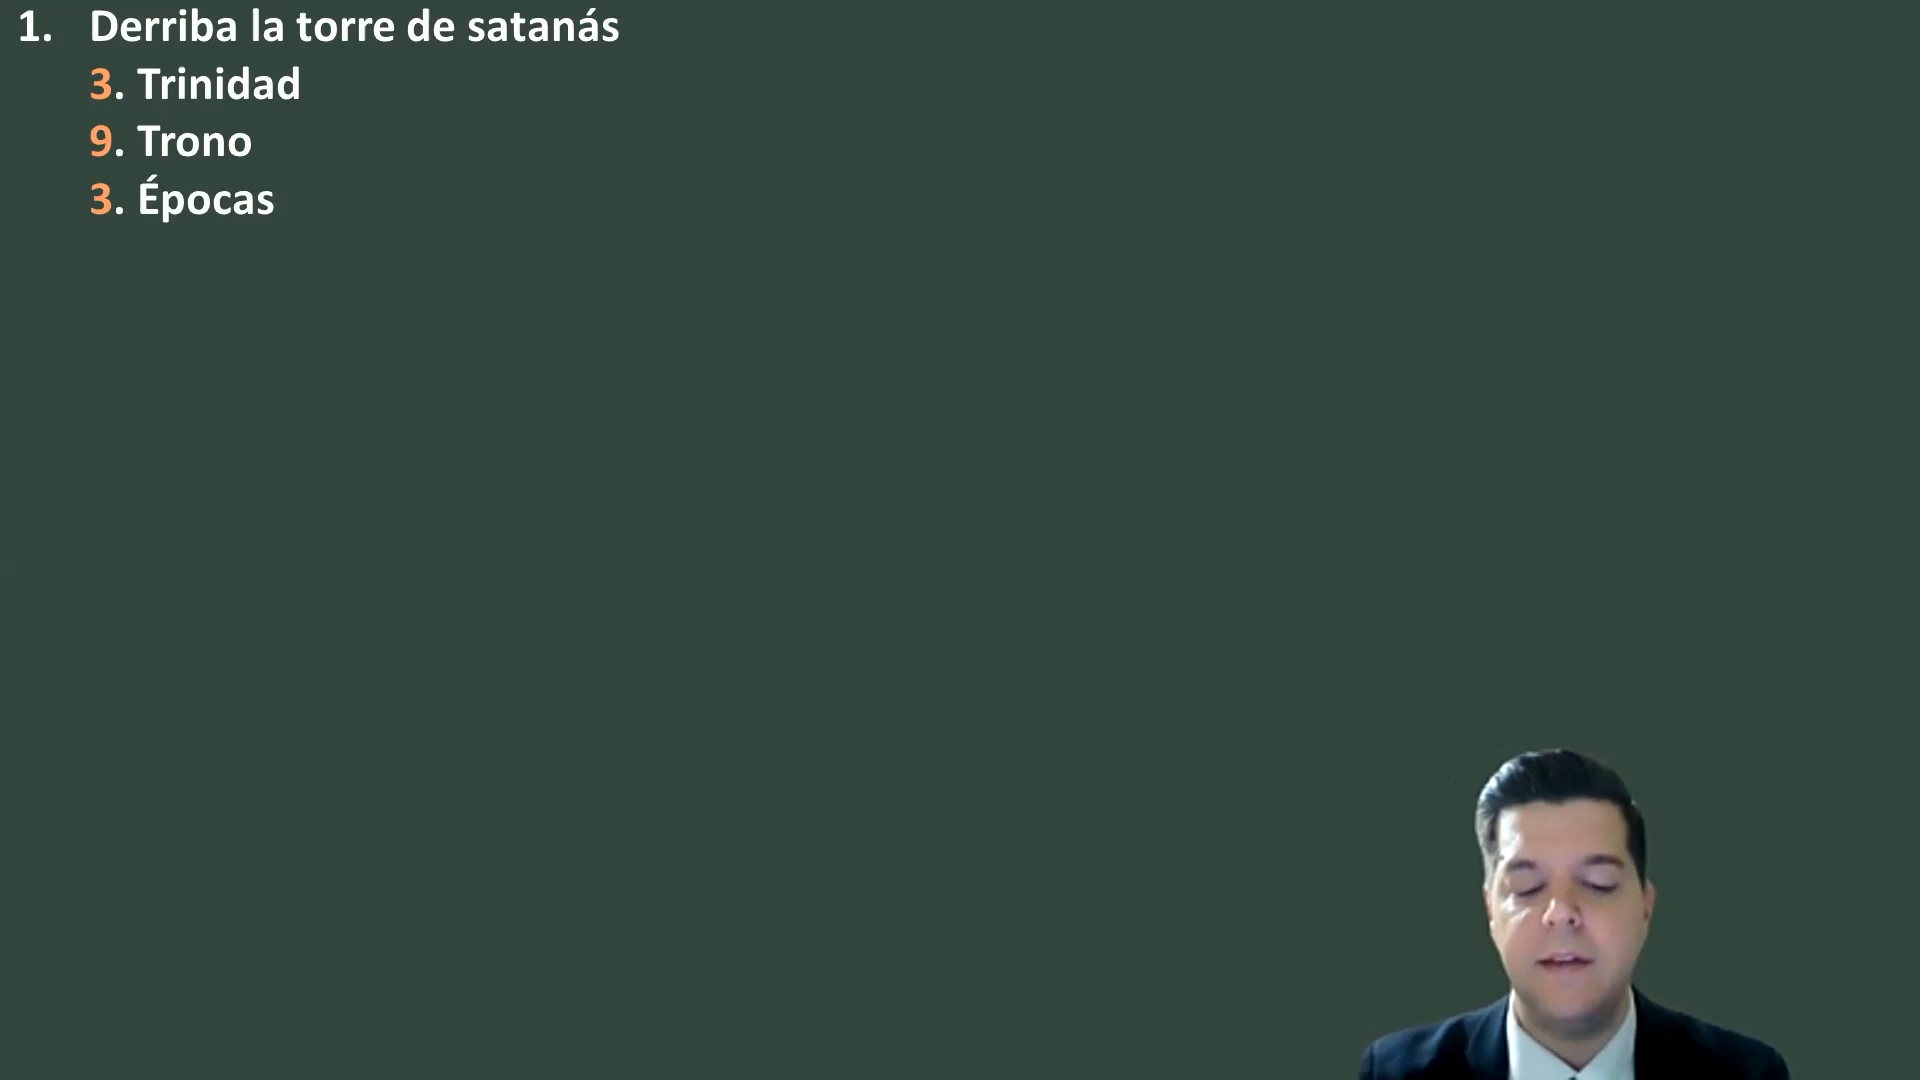 1. Derriba la torre de satanás
3. Trinidad
9. Trono
3. Épocas